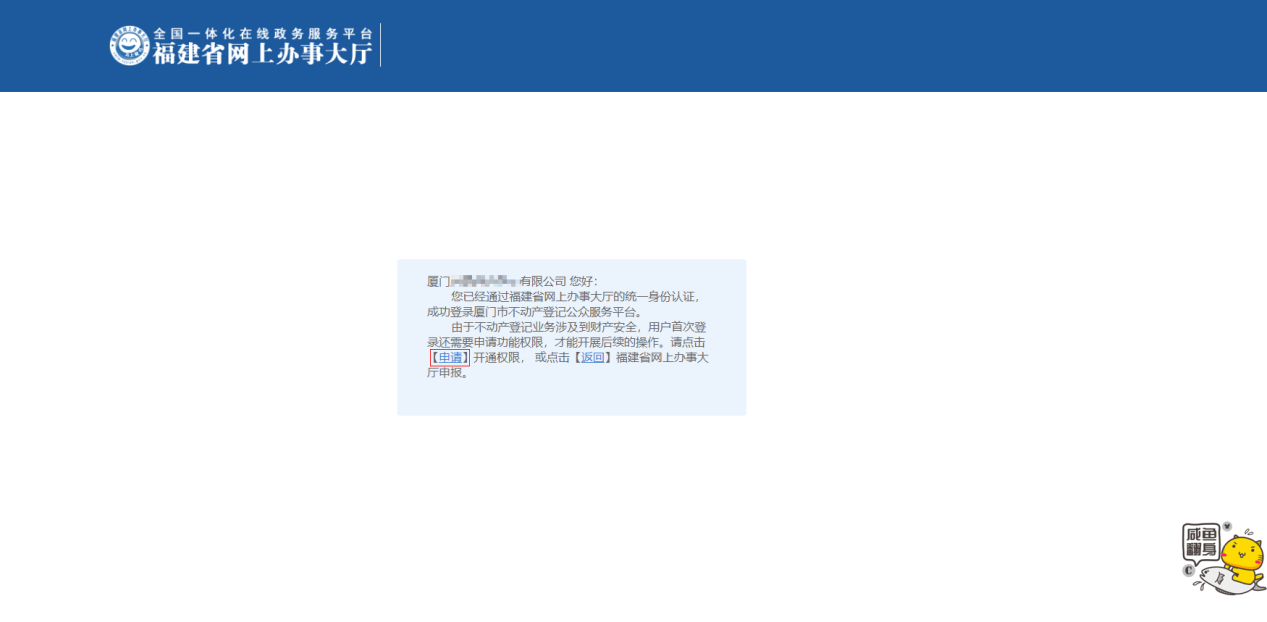 全国一体化在线政务服务平台
福建省网上办事大厅
厦门 有限公司 您好：
您已经通过福建省网上办事大厅的统一身份认证，
成功登录厦门市不动产登记公众服务平台。
由于不动产登记业务涉及到财产安全，用户首次登
录还需要申请功能权限，才能开展后续的操作。请点击
【申请】开通权限， 或点击【返回】福建省网上办事大
厅申报。
咸鱼
翻身
C